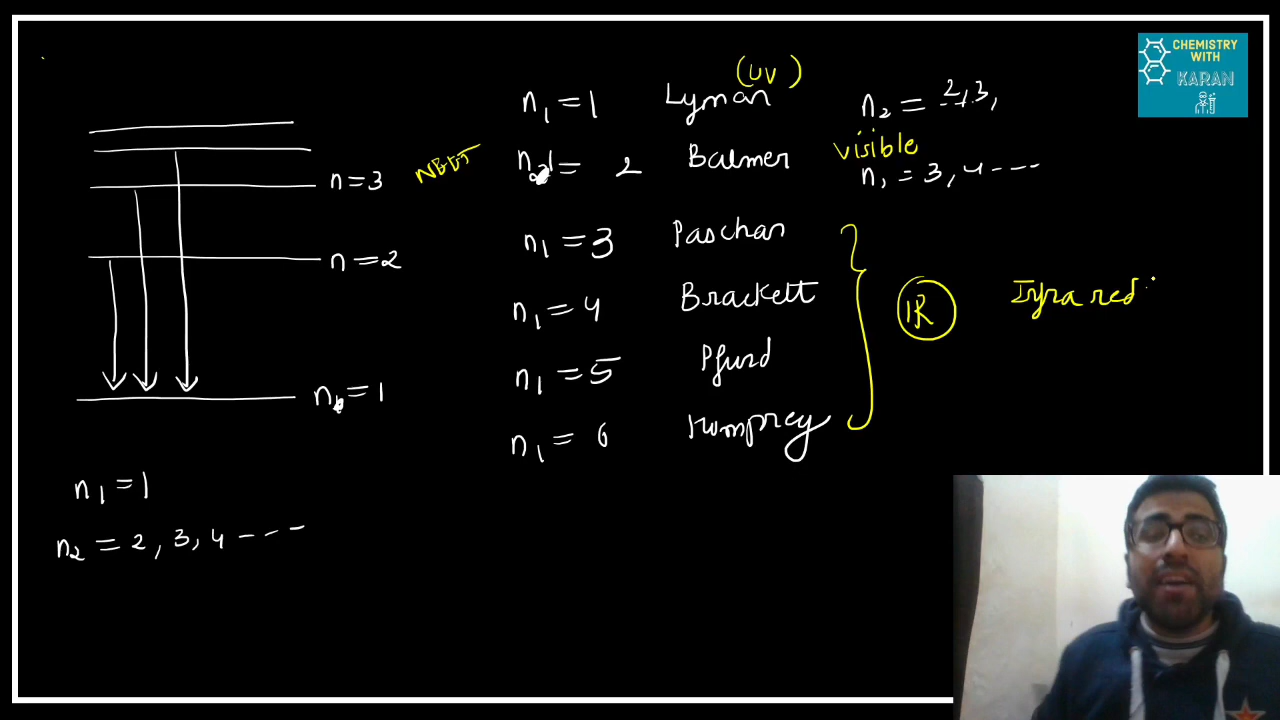 CHEMISTRY
WITH
KARAN
(UV)
n₁ = 1 Lyman n₂ = 2, 3,
visible
= 2 Balmer n₁ = 3, 4 ---
n = 3
n₁ = 3 Paschan
n = 2
n₁ = 4 Brackett IR Infrared
n₁ = 5 Pfund
n = 1
n₁ = 6 Humprey
n₁ = 1
n₂ = 2, 3, 4 ---